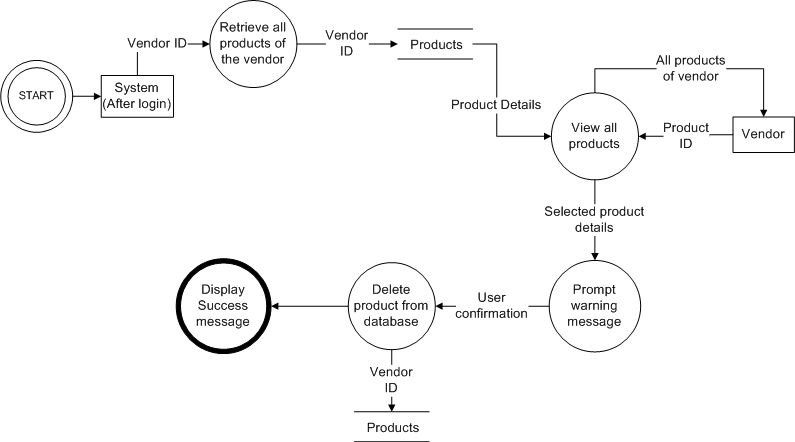 START
System
(After login)
Vendor ID
Retrieve all
products of
the vendor
Vendor
ID
Products
Product Details
View all
products
All products
of vendor
Product
ID
Vendor
Selected product
details
Prompt
warning
message
User
confirmation
Delete
product from
database
Display
Success
message
Vendor
ID
Products